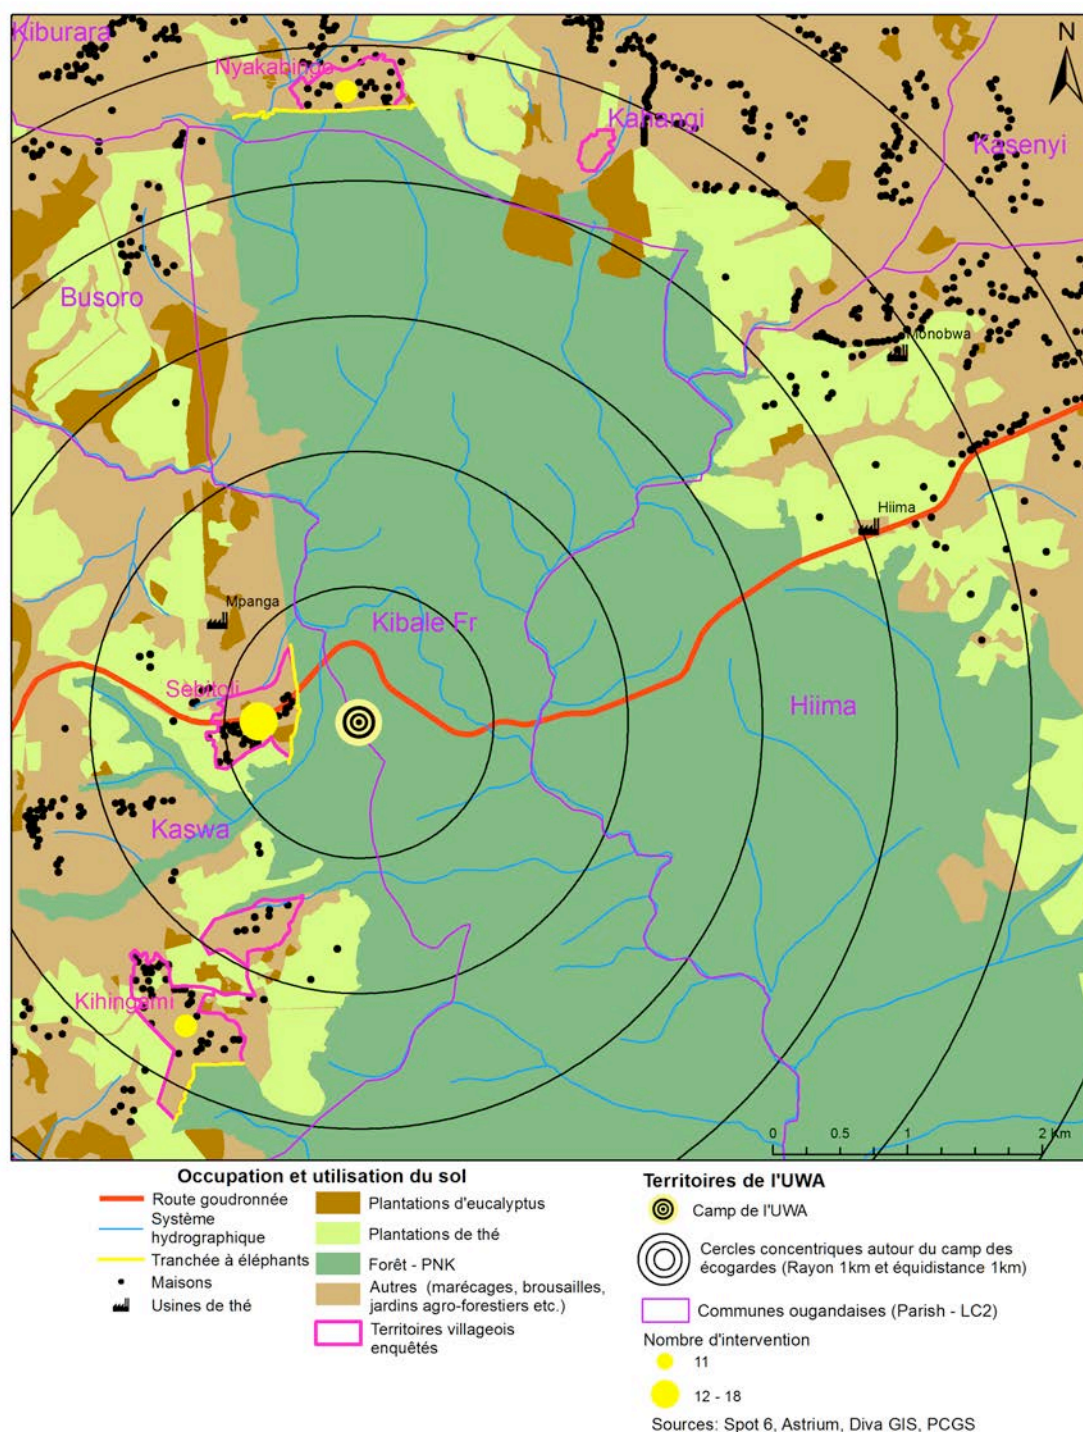 Kiburara
N
Nyakabingo
Kahangi
Kasenyi
Busoro
Monobwa
Hiima
Mpanga
Kibale Fr
Sebitoli
Hiima
Kaswa
Kihingami
0 0.5 1 2 Km
Occupation et utilisation du sol
Route goudronnée
Système
hydrographique
Tranchée à éléphants
Maisons
Usines de thé
Plantations d'eucalyptus
Plantations de thé
Forêt - PNK
Autres (marécages, brousailles,
jardins agro-forestiers etc.)
Territoires villageois
enquêtés
Territoires de l'UWA
Camp de l'UWA
Cercles concentriques autour du camp des
écogardes (Rayon 1km et équidistance 1km)
Communes ougandaises (Parish - LC2)
Nombre d'intervention
11
12 - 18
Sources: Spot 6, Astrium, Diva GIS, PCGS